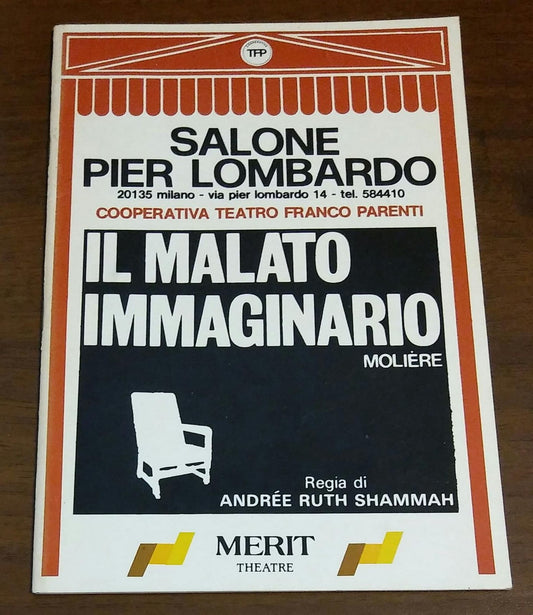 TFP
SALONE
PIER LOMBARDO
20135 milano - via pier lombardo 14 - tel. 584410
COOPERATIVA TEATRO FRANCO PARENTI
IL MALATO
IMMAGINARIO
MOLIÈRE
Regia di
ANDRÉE RUTH SHAMMAH
MERIT
THEATRE